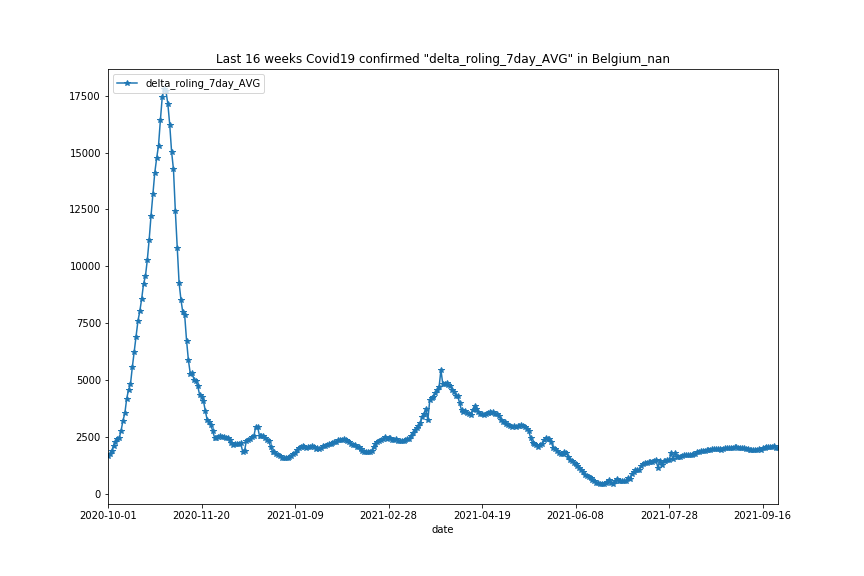 Last 16 weeks Covid19 confirmed "delta_roling_7day_AVG" in Belgium_nan
delta_roling_7day_AVG
17500
15000
12500
10000
7500
5000
2500
0
2020-10-01 2020-11-20 2021-01-09 2021-02-28 2021-04-19 2021-06-08 2021-07-28 2021-09-16
date